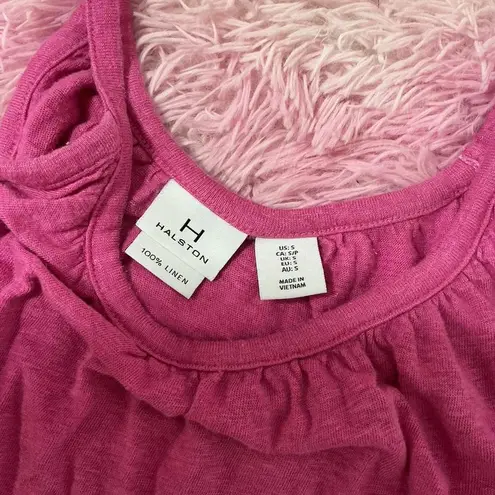 H
HALSTON
100% LINEN
US: S
CA: S/P
UK: S
EU: S
AU: S
MADE IN
VIETNAM